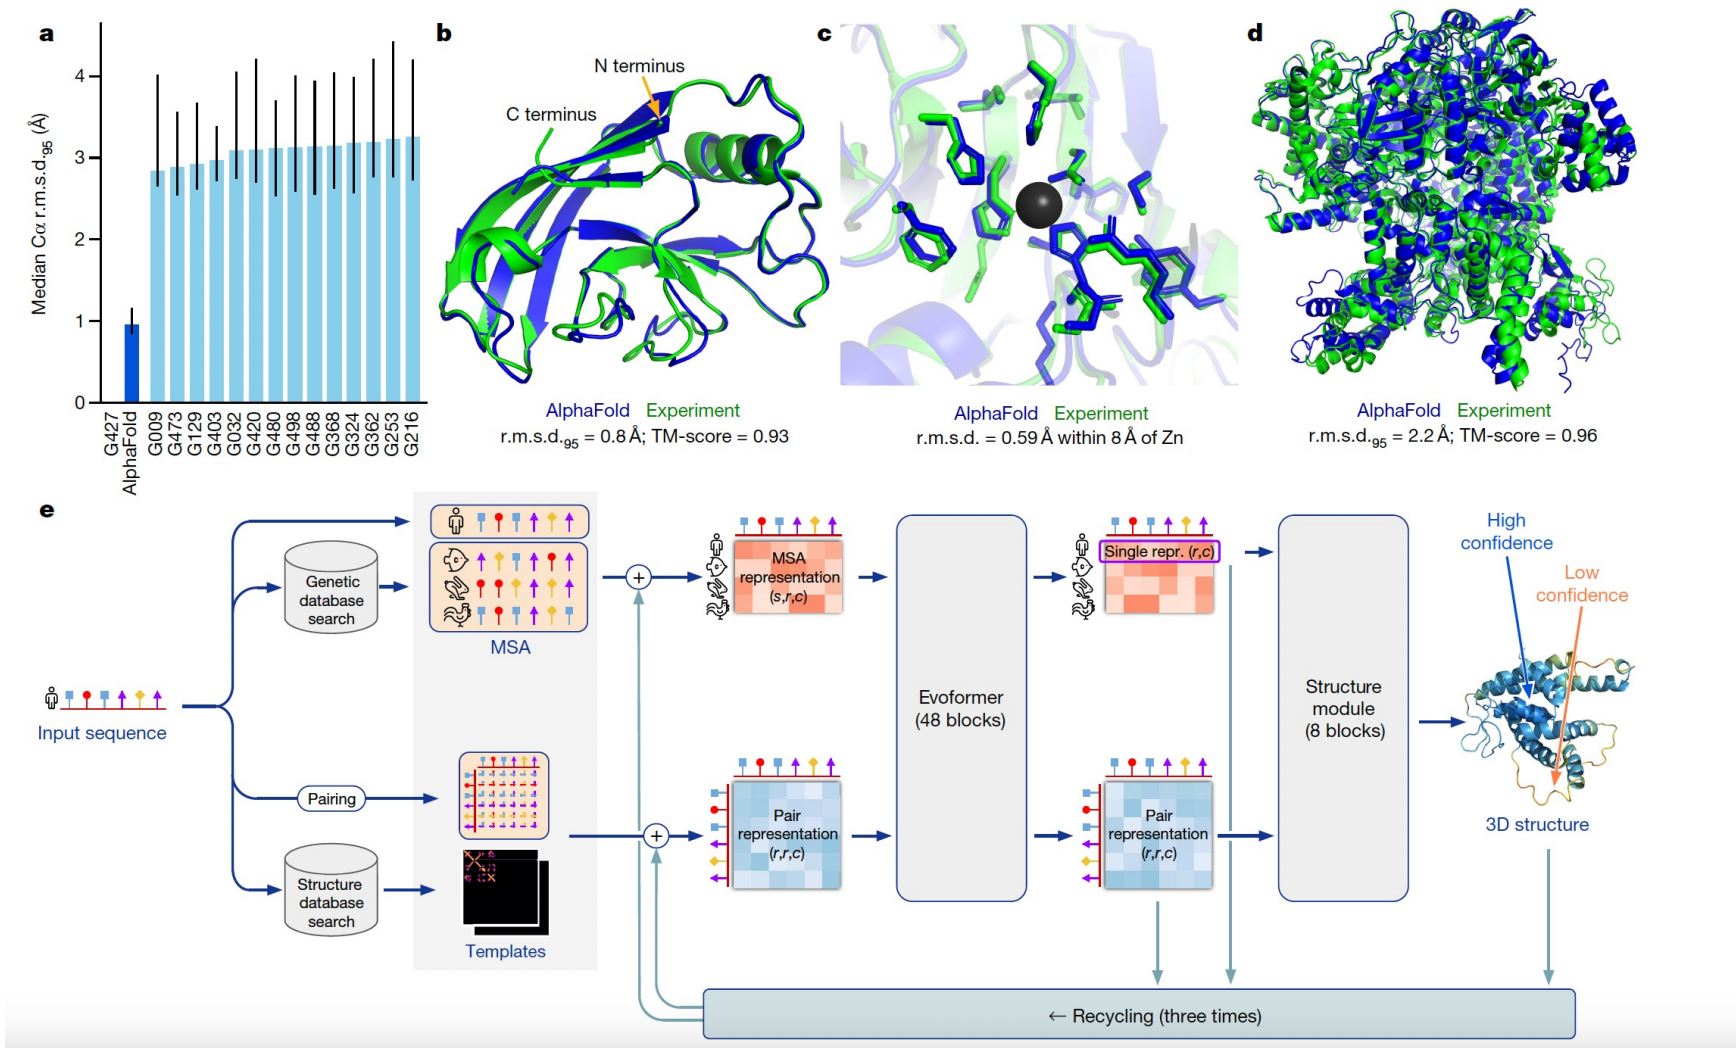 a
Median Cα r.m.s.d.95 (Å)
4
3
2
1
0
G427
AlphaFold
G009
G473
G129
G403
G032
G420
G480
G498
G488
G368
G324
G362
G253
G216
b
N terminus
C terminus
AlphaFold Experiment
r.m.s.d.95 = 0.8 Å; TM-score = 0.93
c
AlphaFold Experiment
r.m.s.d. = 0.59 Å within 8 Å of Zn
d
AlphaFold Experiment
r.m.s.d.95 = 2.2 Å; TM-score = 0.96
e
Input sequence
Genetic
database
search
MSA
Pairing
Structure
database
search
Templates
+
+
MSA
representation
(s,r,c)
Pair
representation
(r,r,c)
Evoformer
(48 blocks)
Single repr. (r,c)
Pair
representation
(r,r,c)
Structure
module
(8 blocks)
High
confidence
Low
confidence
3D structure
← Recycling (three times)